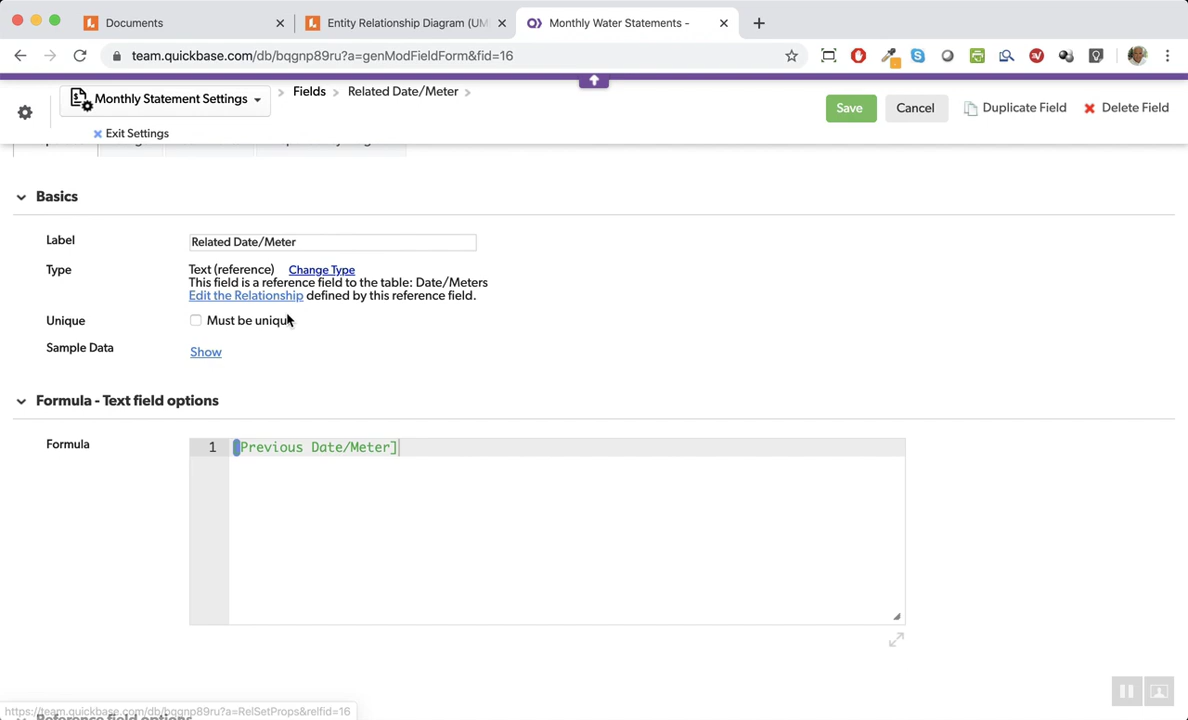 Documents
Entity Relationship Diagram (UM
Monthly Water Statements -
team.quickbase.com/db/bqgnp89ru?a=genModFieldForm&fid=16
Monthly Statement Settings
Fields
Related Date/Meter
Save
Cancel
Duplicate Field
Delete Field
Exit Settings
Basics
Label
Related Date/Meter
Type
Text (reference) Change Type
This field is a reference field to the table: Date/Meters
Edit the Relationship defined by this reference field.
Unique
Must be unique
Sample Data
Show
Formula - Text field options
Formula
1
Previous Date/Meter]
https://team.quickbase.com/db/bqgnp89ru?a=RelSetProps&relfid=16
Reference field options